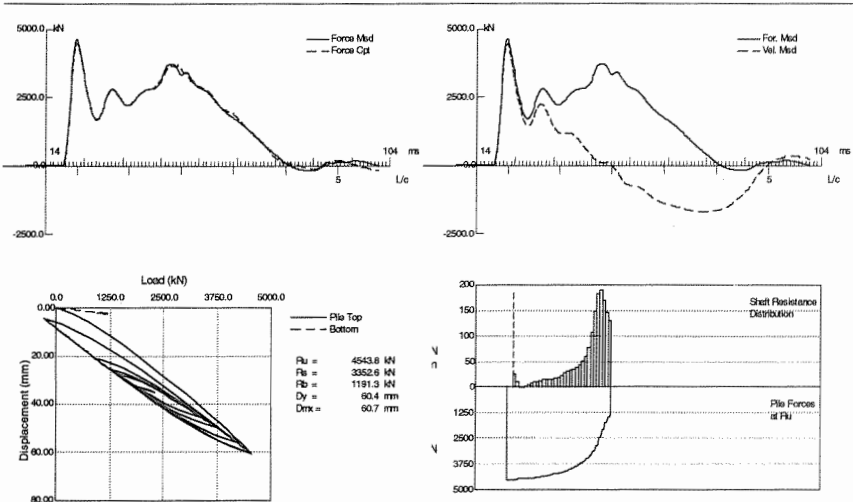 5000.0 kN
Force Msd
Force Cpt
2500.0
14
104 ms
0.0
5
L/c
-2500.0
5000.0 kN
For. Msd
Vel. Msd
2500.0
14
104 ms
0.0
5
L/c
-2500.0
Load (kN)
0.0 1250.0 2500.0 3750.0 5000.0
0.00
20.00
40.00
60.00
80.00
Displacement (mm)
Pile Top
Bottom
Ru = 4543.8 kN
Rs = 3352.6 kN
Rb = 1191.3 kN
Dy = 60.4 mm
Dmx = 60.7 mm
200
150
100
50
0
Shaft Resistance
Distribution
Pile Forces
at Ru
1250
2500
3750
5000